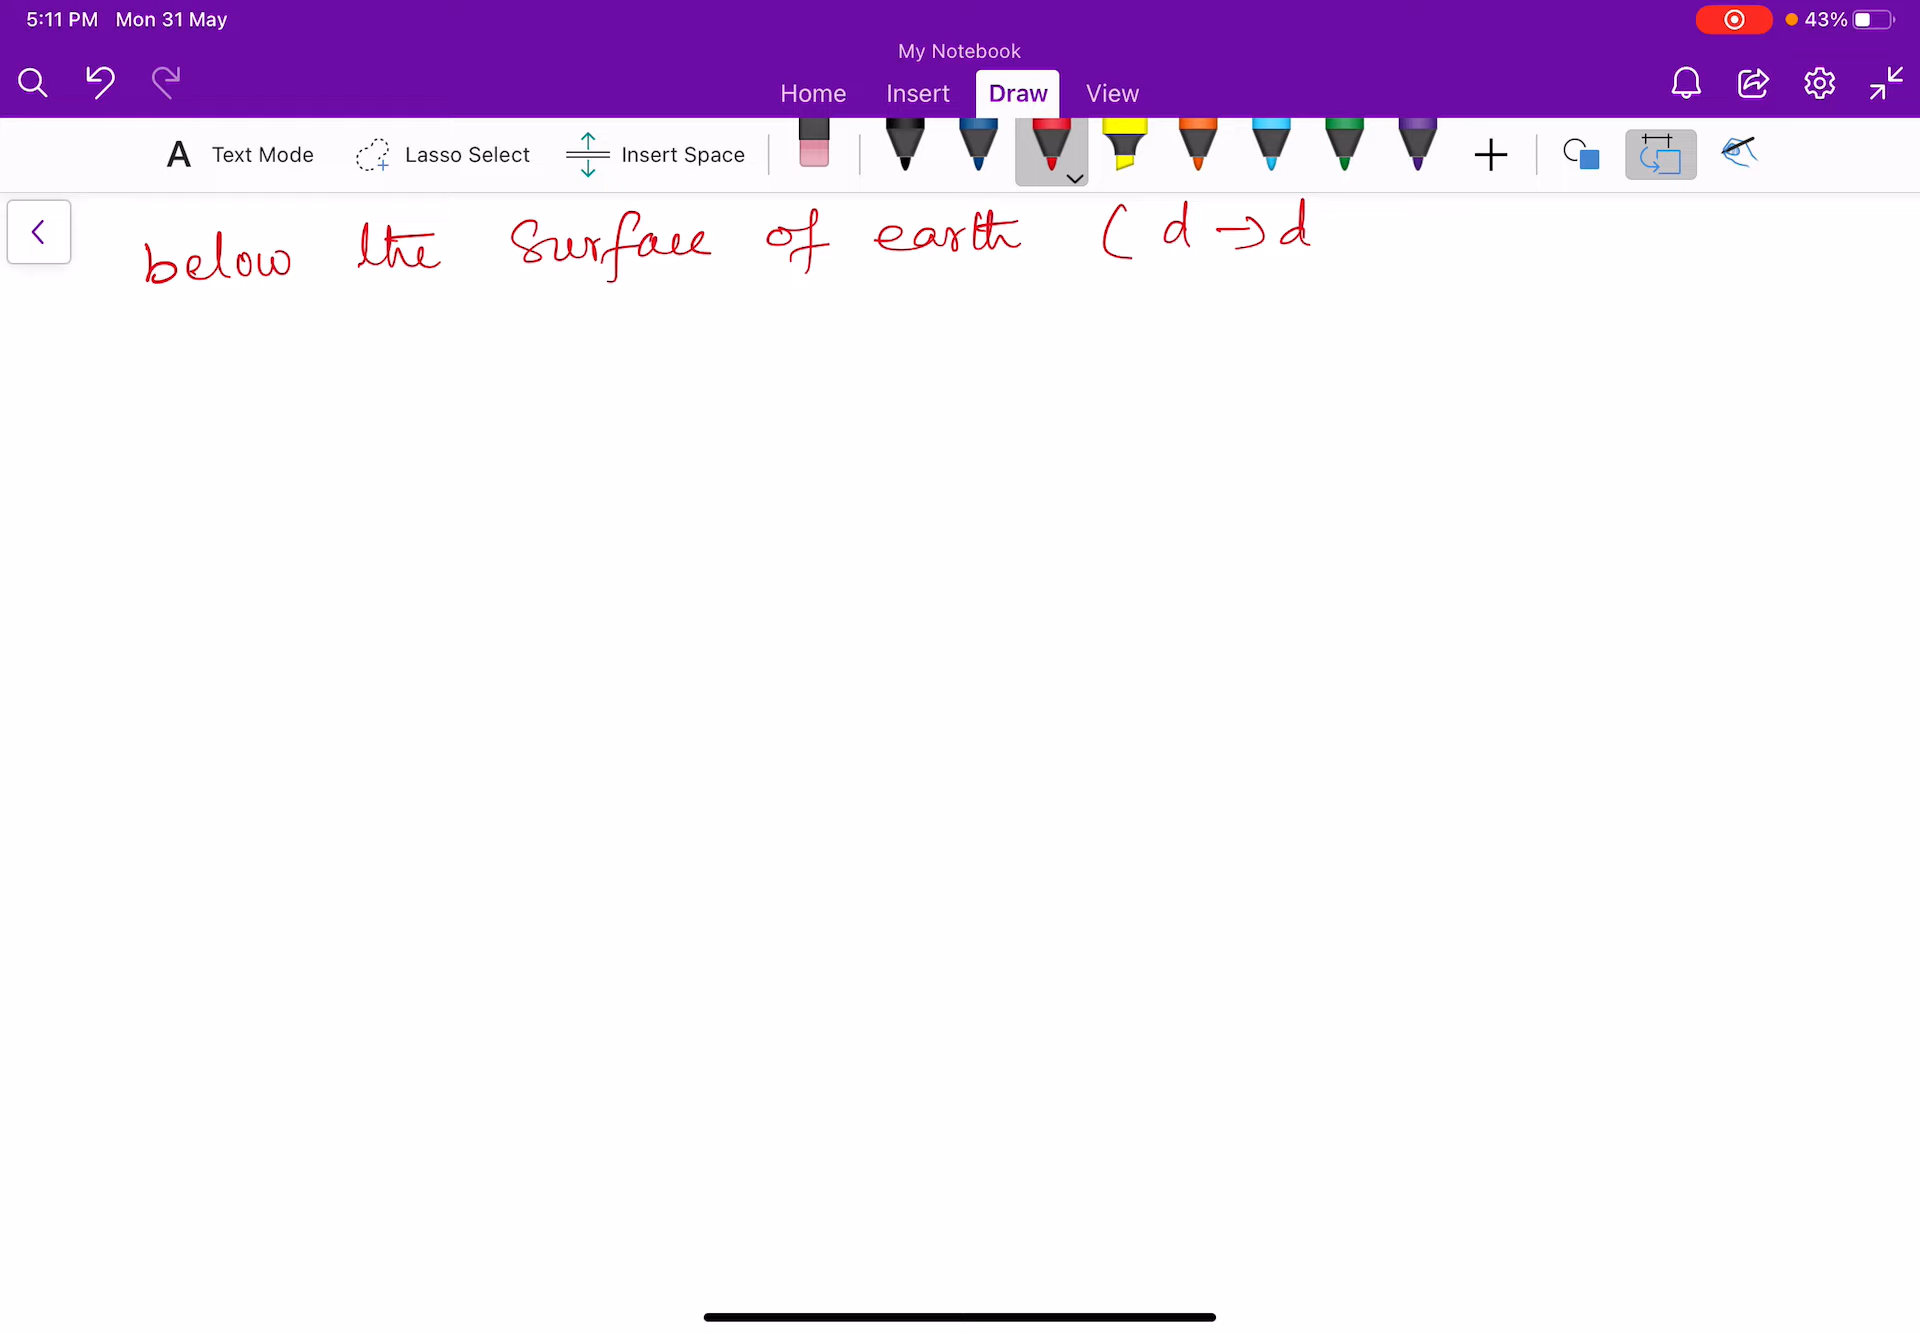 5:11 PM Mon 31 May 43%
My Notebook
Home Insert Draw View
A Text Mode Lasso Select Insert Space
below the surface of earth ( d → d